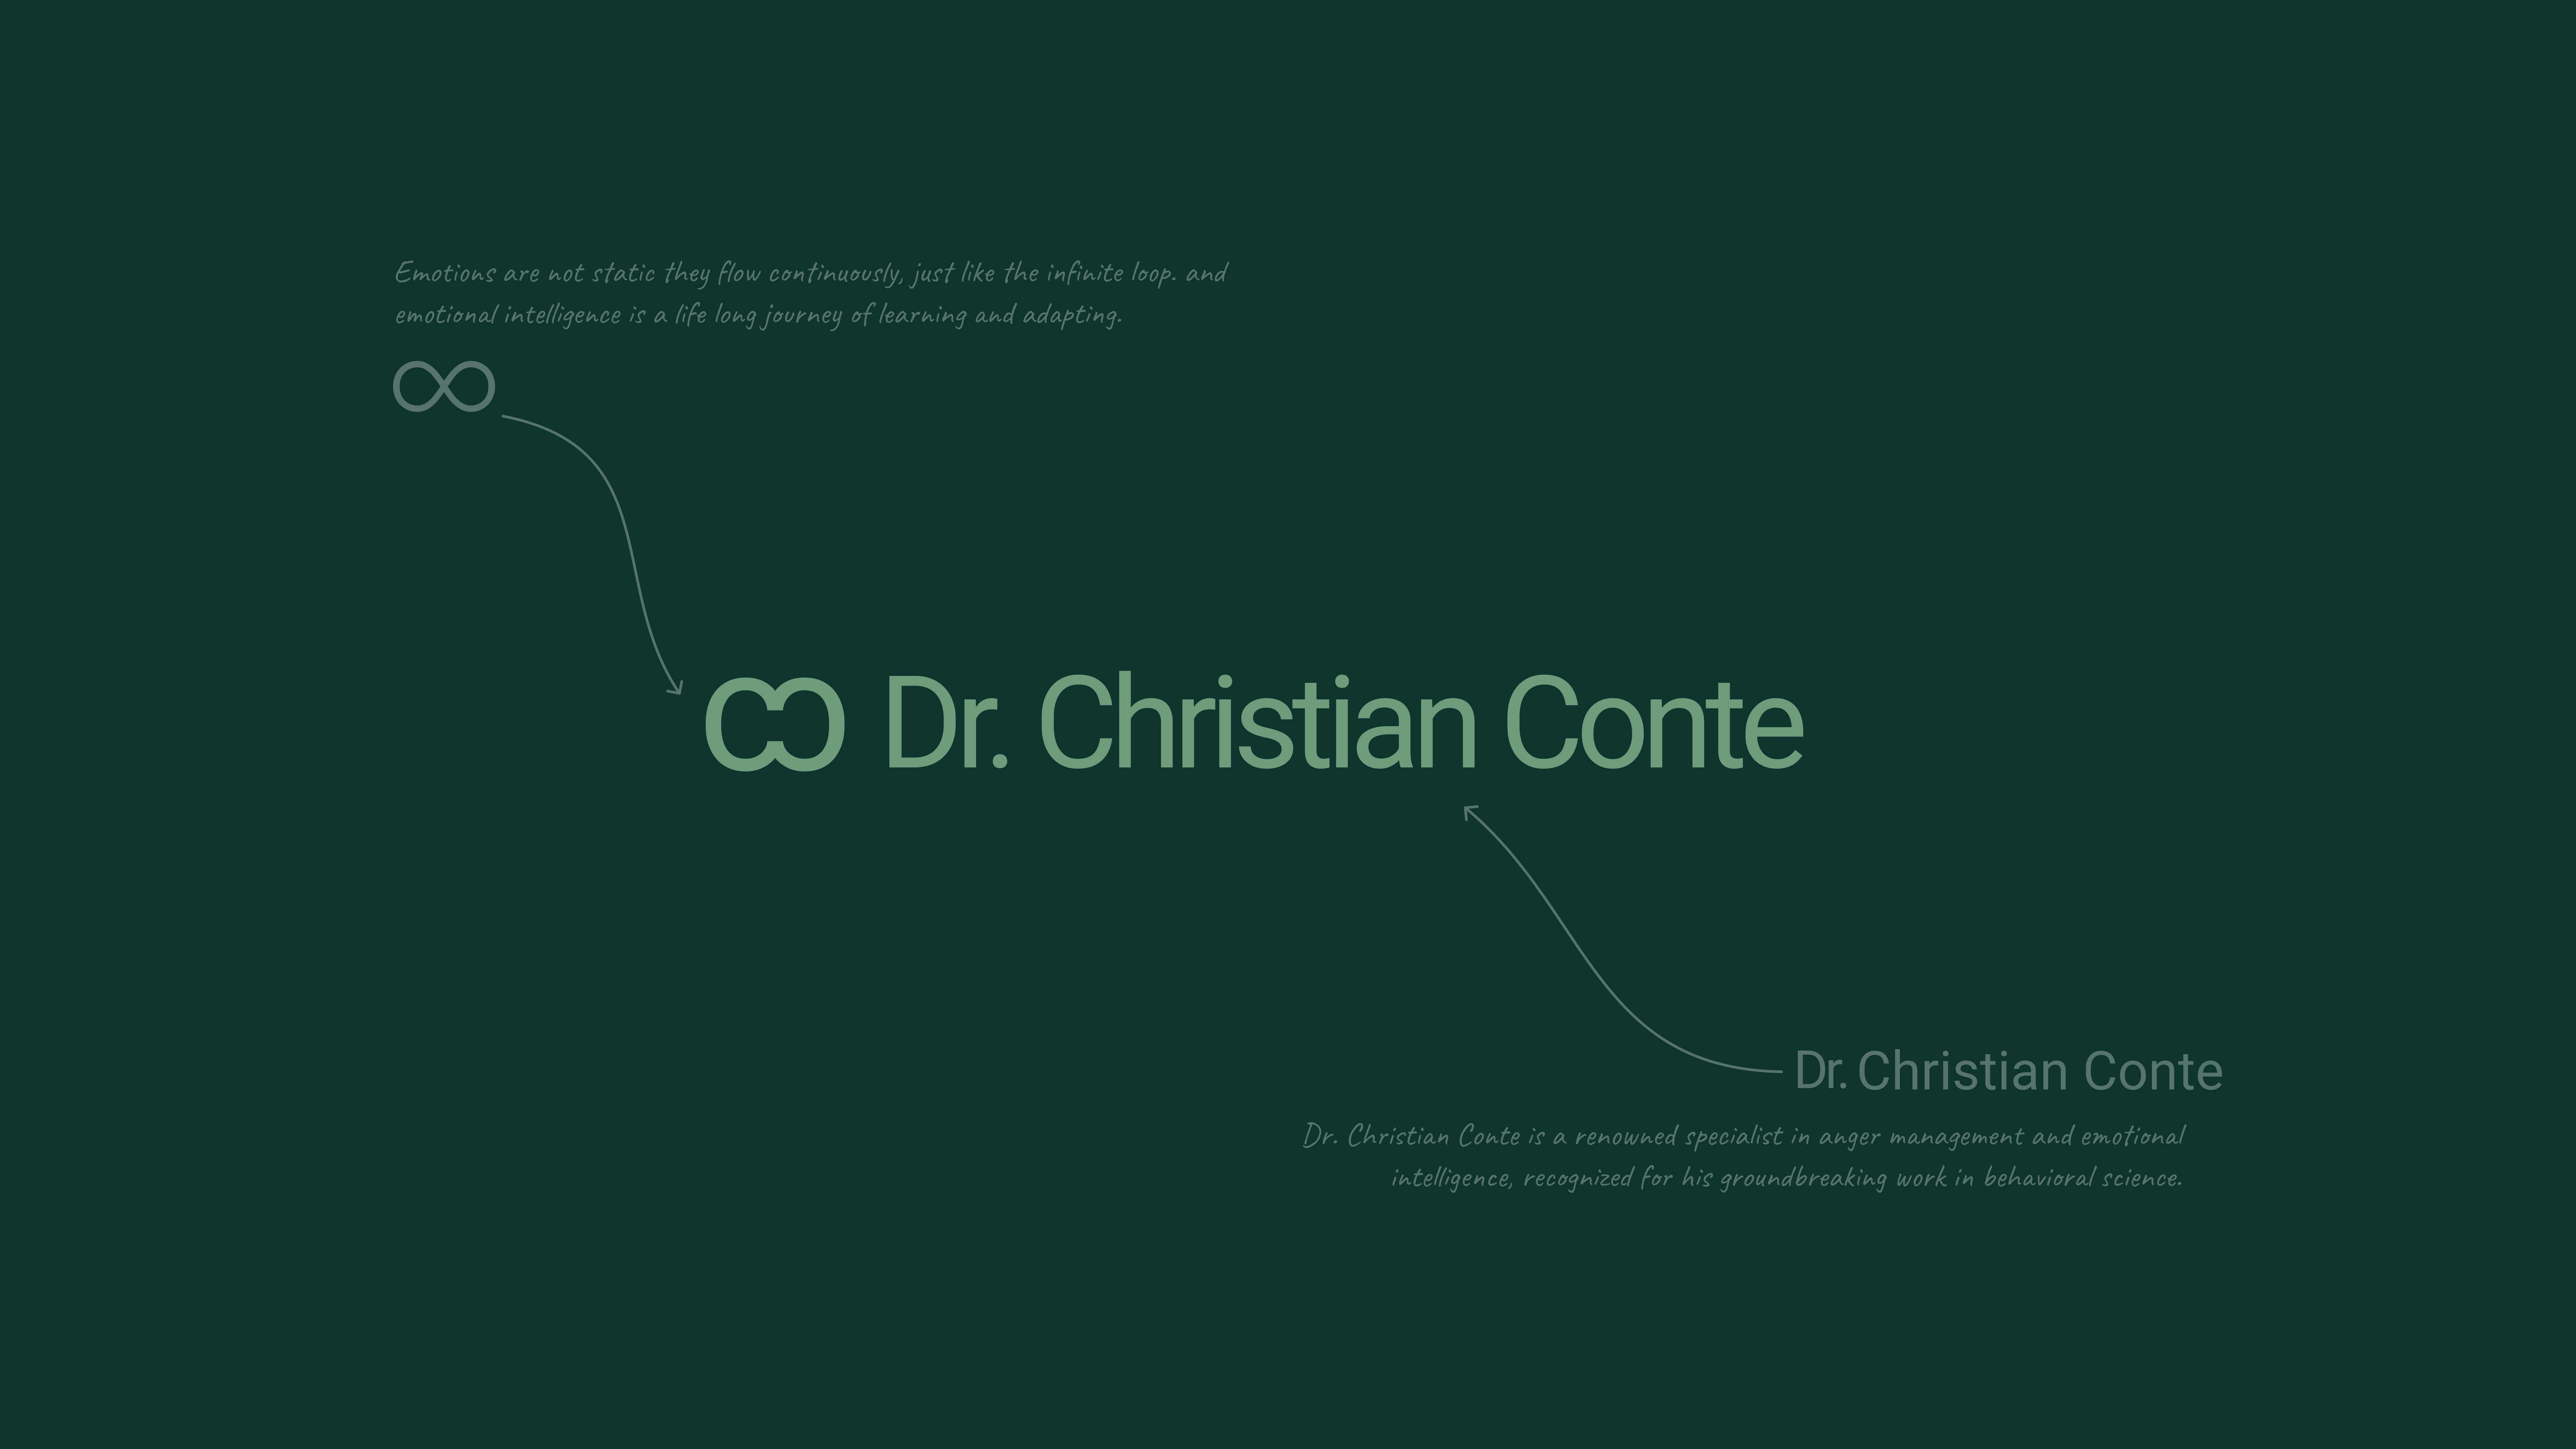 Emotions are not static they flow continuously, just like the infinite loop. and
emotional intelligence is a life long journey of learning and adapting.
Dr. Christian Conte
Dr. Christian Conte
Dr. Christian Conte is a renowned specialist in anger management and emotional
intelligence, recognized for his groundbreaking work in behavioral science.